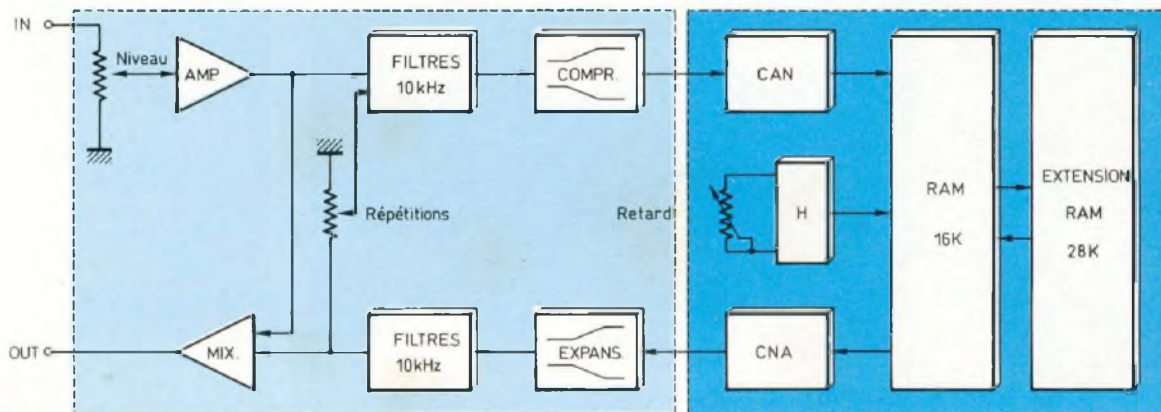 IN
Niveau
AMP.
FILTRES
10kHz
COMPR.
CAN
Répétitions
Retard
H
RAM
16K
EXTENSION
RAM
28K
OUT
MIX.
FILTRES
10kHz
EXPANS.
CNA